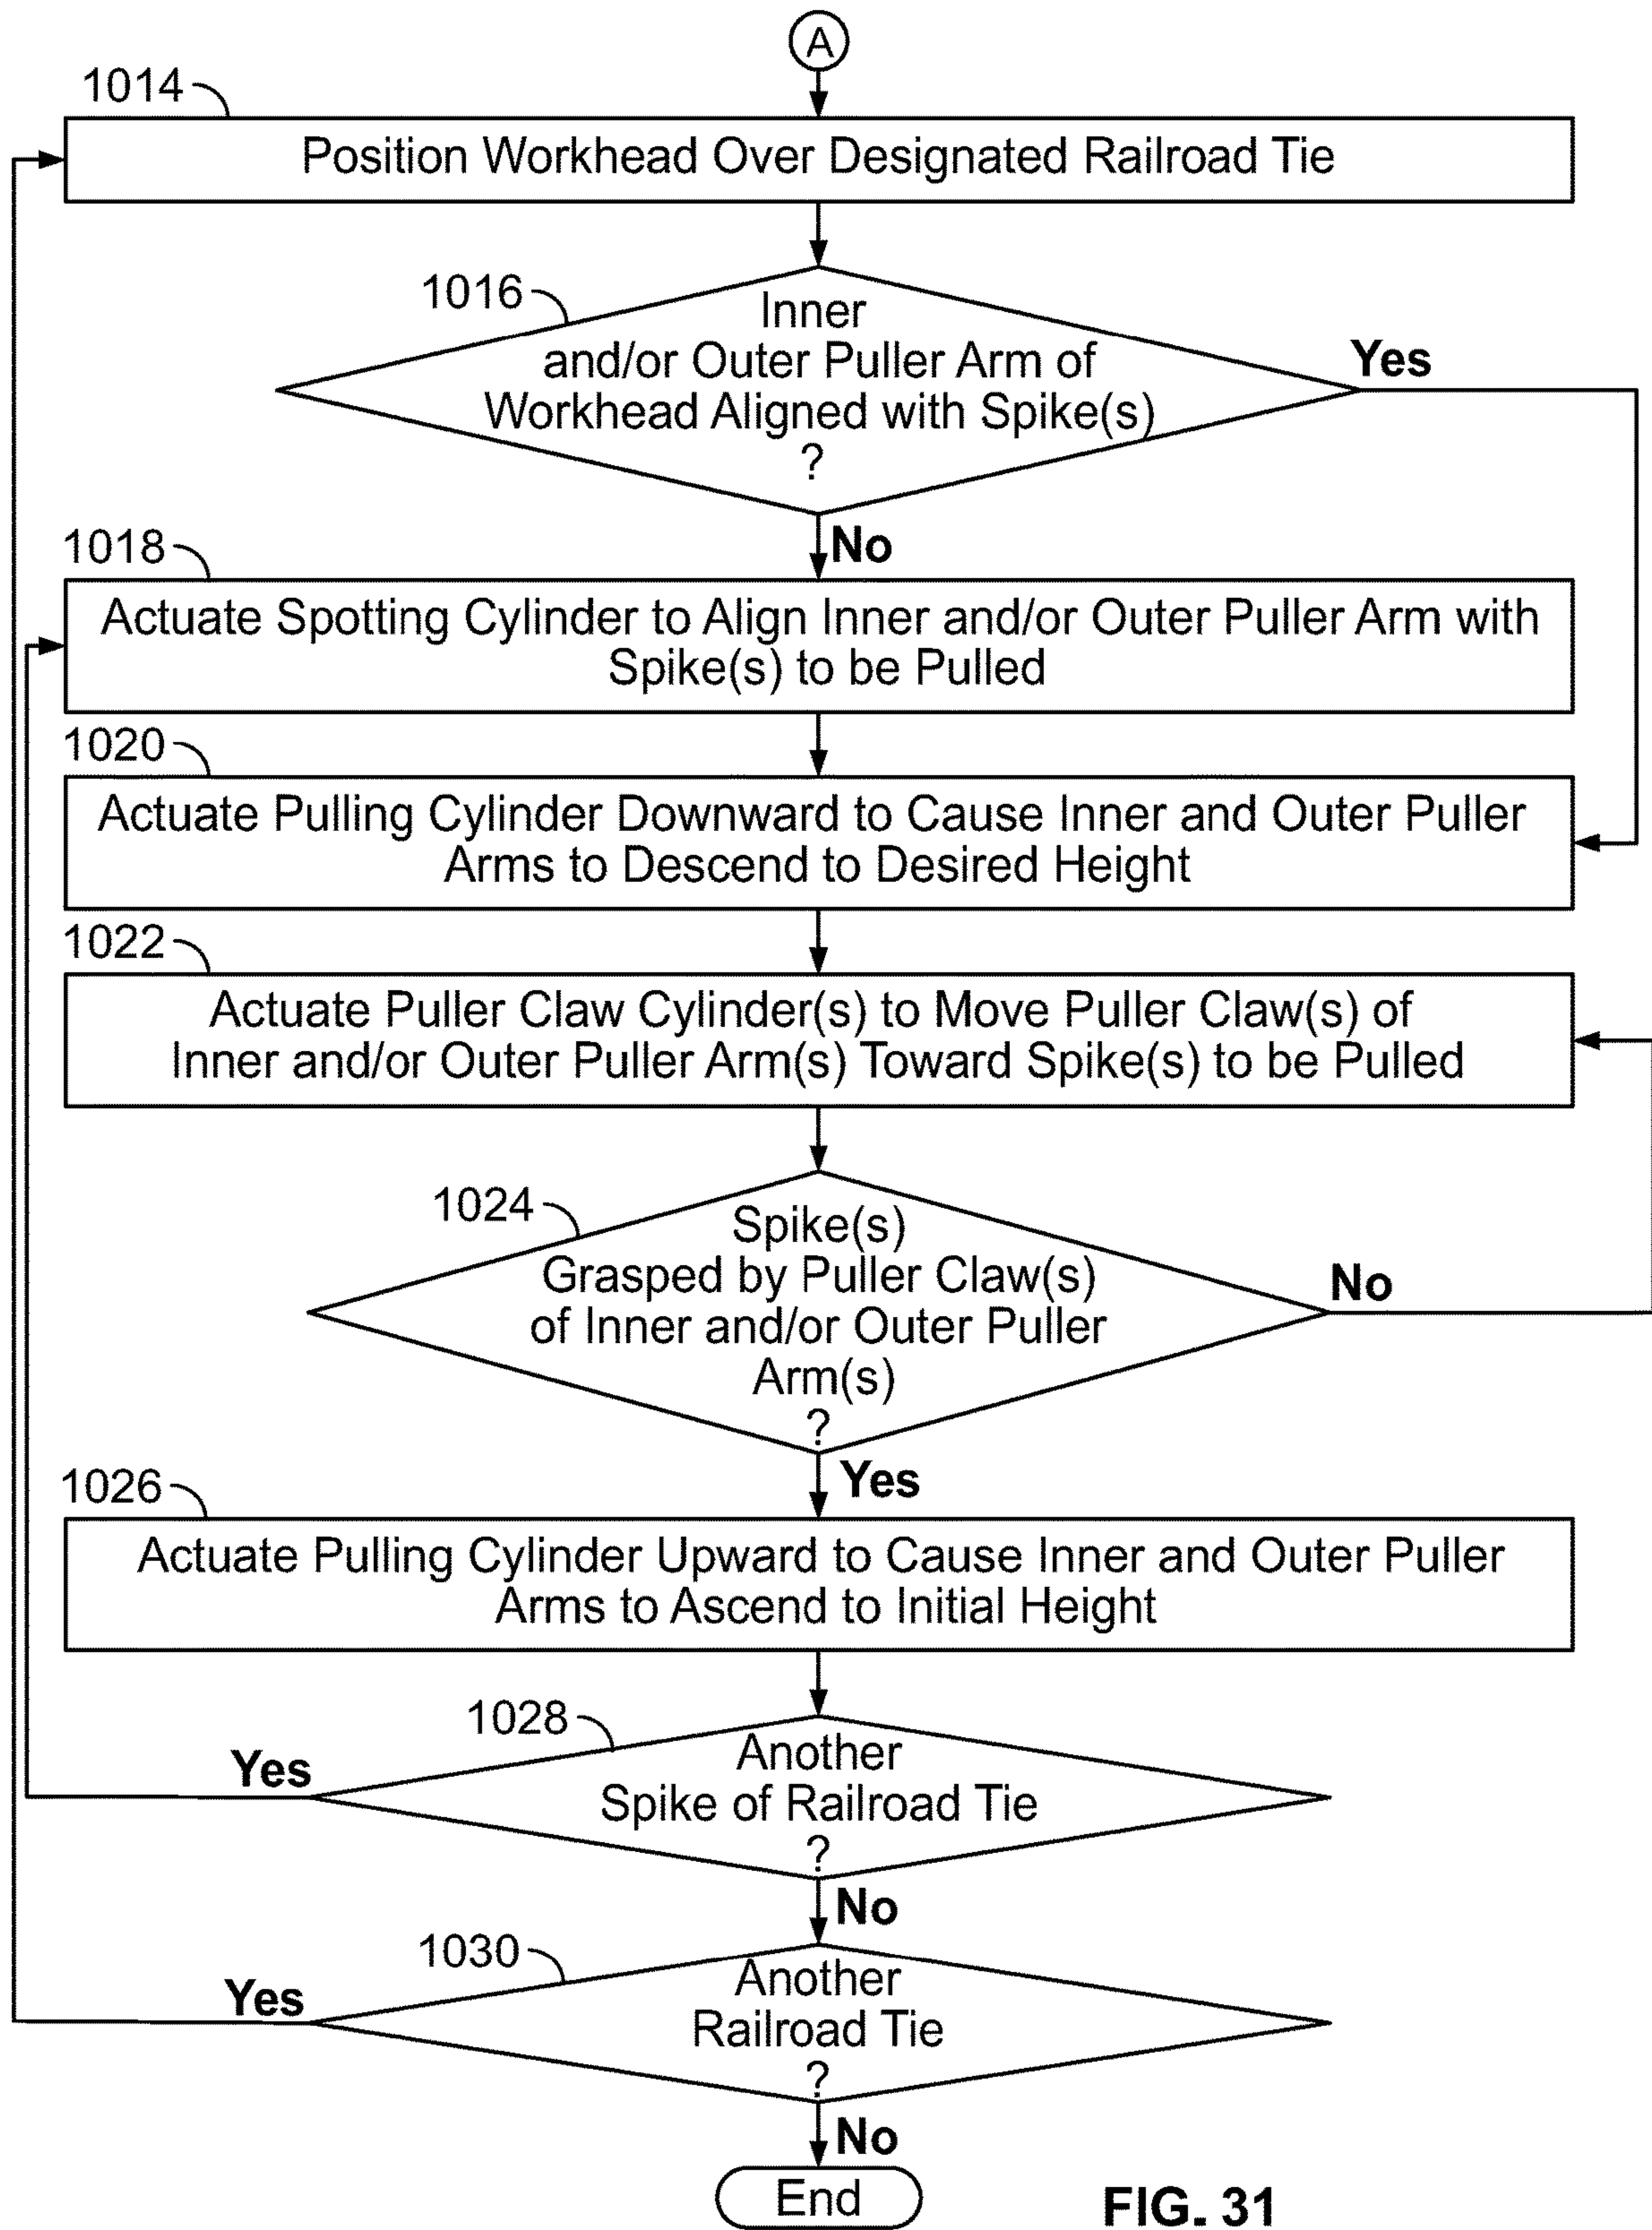 A
1014
Position Workhead Over Designated Railroad Tie
1016
Inner
and/or Outer Puller Arm of
Workhead Aligned with Spike(s)
?
Yes
No
1018
Actuate Spotting Cylinder to Align Inner and/or Outer Puller Arm with
Spike(s) to be Pulled
1020
Actuate Pulling Cylinder Downward to Cause Inner and Outer Puller
Arms to Descend to Desired Height
1022
Actuate Puller Claw Cylinder(s) to Move Puller Claw(s) of
Inner and/or Outer Puller Arm(s) Toward Spike(s) to be Pulled
1024
Spike(s)
Grasped by Puller Claw(s)
of Inner and/or Outer Puller
Arm(s)
?
No
Yes
1026
Actuate Pulling Cylinder Upward to Cause Inner and Outer Puller
Arms to Ascend to Initial Height
1028
Another
Spike of Railroad Tie
?
Yes
No
1030
Another
Railroad Tie
?
Yes
No
End
FIG. 31